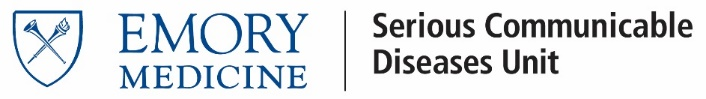 EMORY
MEDICINE
Serious Communicable
Diseases Unit